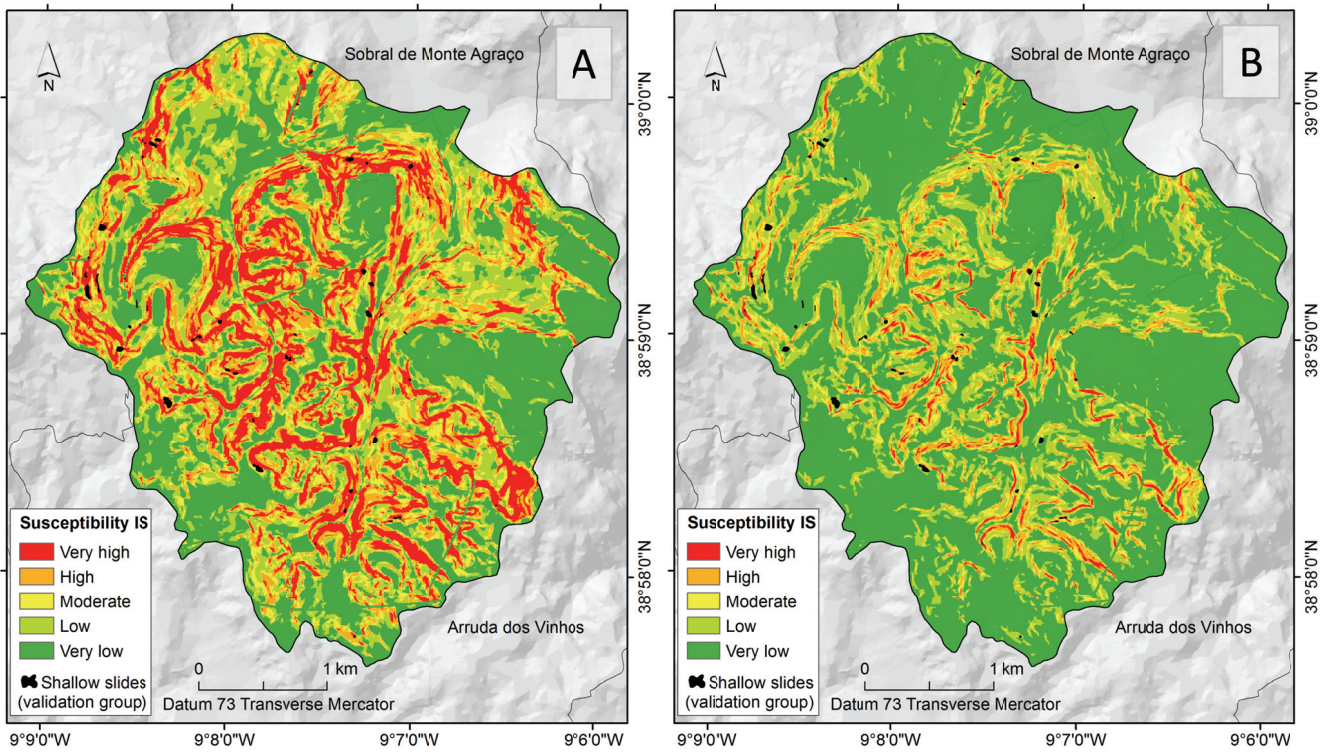 Sobral de Monte Agraço
A
N
39°0'0"N
38°59'0"N
38°58'0"N
Susceptibility IS
Very high
High
Moderate
Low
Very low
Shallow slides
(validation group)
Arruda dos Vinhos
0 1 km
Datum 73 Transverse Mercator
9°9'0"W 9°8'0"W 9°7'0"W 9°6'0"W
Sobral de Monte Agraço
B
N
39°0'0"N
38°59'0"N
38°58'0"N
Susceptibility IS
Very high
High
Moderate
Low
Very low
Shallow slides
(validation group)
Arruda dos Vinhos
0 1 km
Datum 73 Transverse Mercator
9°9'0"W 9°8'0"W 9°7'0"W 9°6'0"W